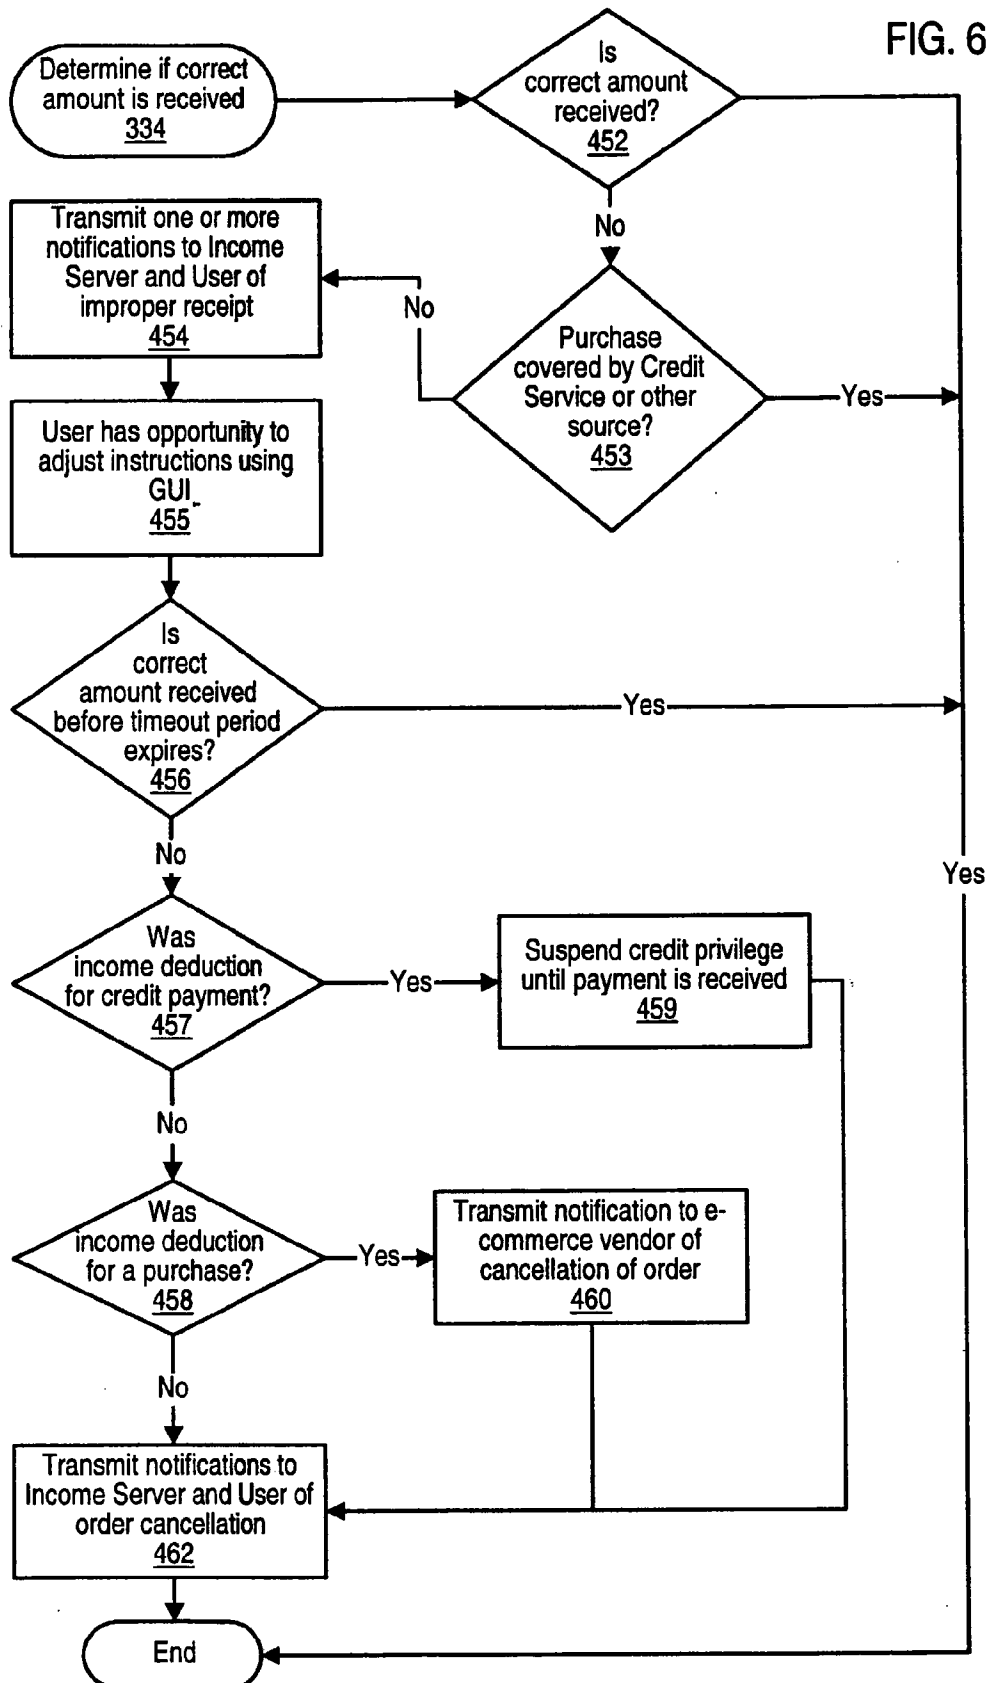 FIG. 6
Determine if correct
amount is received
334
Is
correct amount
received?
452
No
Transmit one or more
notifications to Income
Server and User of
improper receipt
454
No
Purchase
covered by Credit
Service or other
source?
453
Yes
User has opportunity to
adjust instructions using
GUI
455
Is
correct
amount received
before timeout period
expires?
456
Yes
No
Yes
Was
income deduction
for credit payment?
457
Yes
Suspend credit privilege
until payment is received
459
No
Was
income deduction
for a purchase?
458
Yes
Transmit notification to e-
commerce vendor of
cancellation of order
460
No
Transmit notifications to
Income Server and User of
order cancellation
462
End